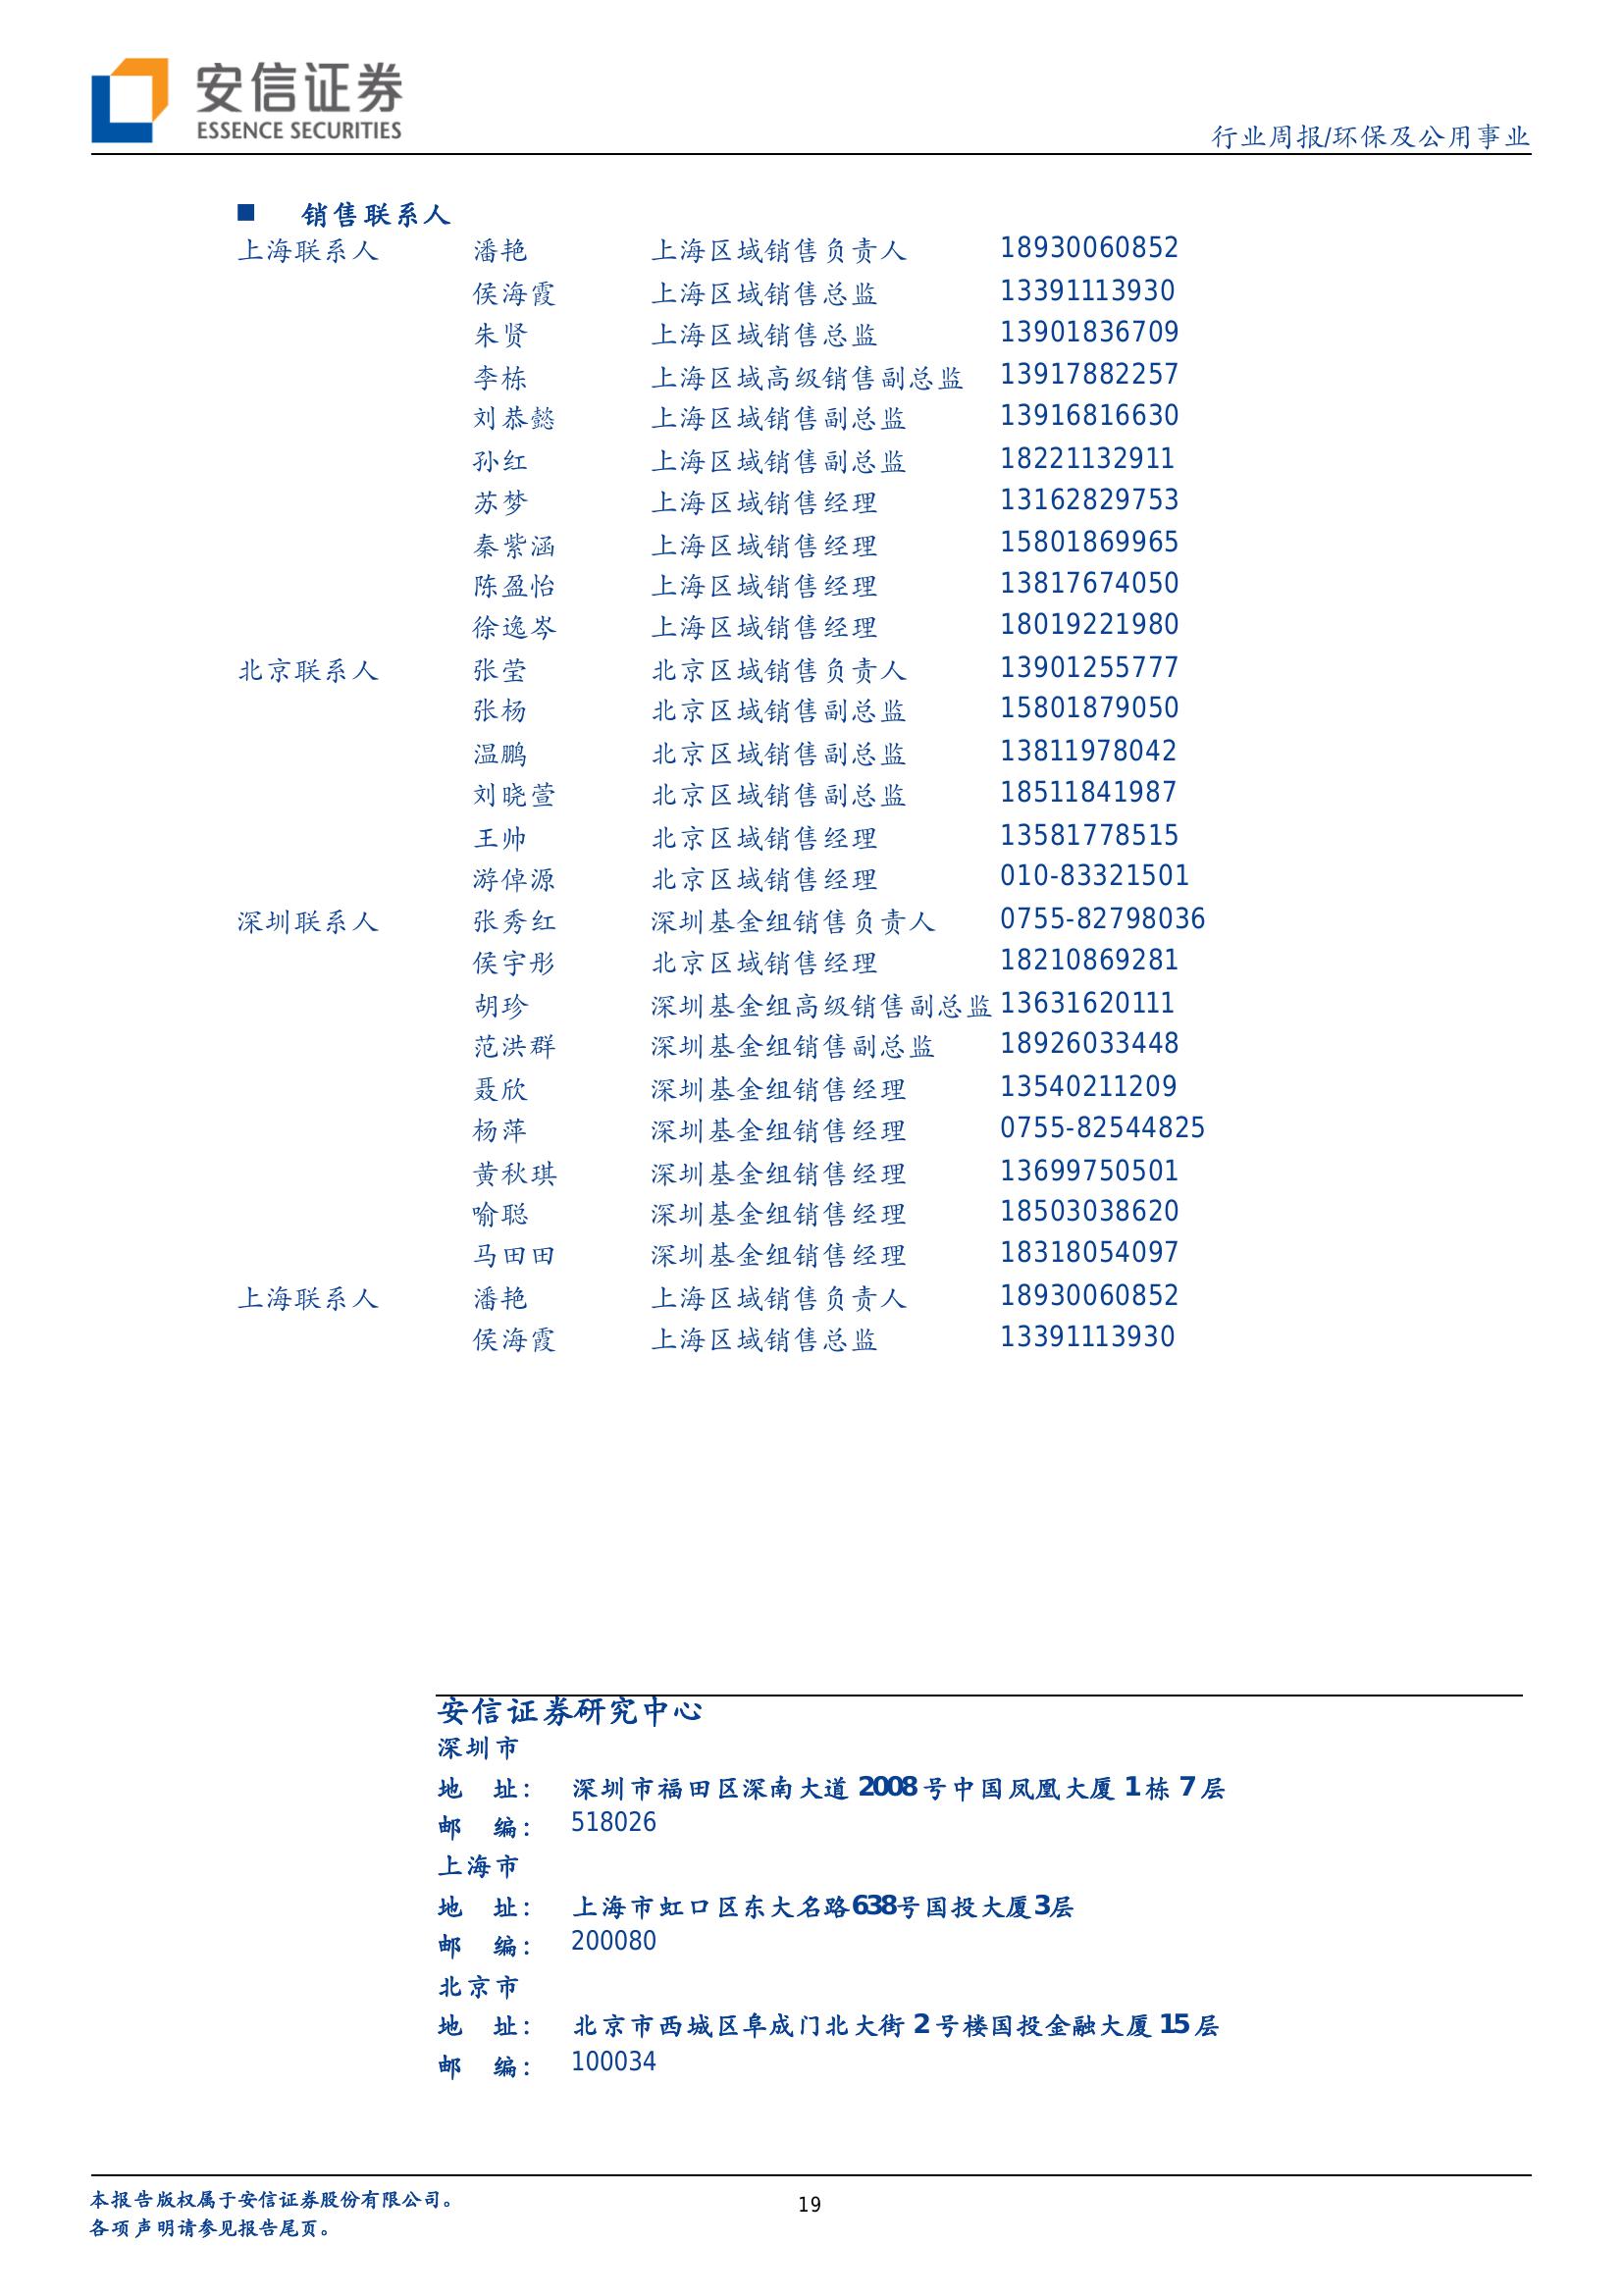 安信证券
ESSENCE SECURITIES
行业周报/环保及公用事业
■ 销售联系人
上海联系人 潘艳 上海区域销售负责人 18930060852
侯海霞 上海区域销售总监 13391113930
朱贤 上海区域销售总监 13901836709
李栋 上海区域高级销售副总监 13917882257
刘恭懿 上海区域销售副总监 13916816630
孙红 上海区域销售副总监 18221132911
苏梦 上海区域销售经理 13162829753
秦紫涵 上海区域销售经理 15801869965
陈盈怡 上海区域销售经理 13817674050
徐逸岑 上海区域销售经理 18019221980
北京联系人 张莹 北京区域销售负责人 13901255777
张杨 北京区域销售副总监 15801879050
温鹏 北京区域销售副总监 13811978042
刘晓萱 北京区域销售副总监 18511841987
王帅 北京区域销售经理 13581778515
游倬源 北京区域销售经理 010-83321501
深圳联系人 张秀红 深圳基金组销售负责人 0755-82798036
侯宇彤 北京区域销售经理 18210869281
胡珍 深圳基金组高级销售副总监 13631620111
范洪群 深圳基金组销售副总监 18926033448
聂欣 深圳基金组销售经理 13540211209
杨萍 深圳基金组销售经理 0755-82544825
黄秋琪 深圳基金组销售经理 13699750501
喻聪 深圳基金组销售经理 18503038620
马田田 深圳基金组销售经理 18318054097
上海联系人 潘艳 上海区域销售负责人 18930060852
侯海霞 上海区域销售总监 13391113930
安信证券研究中心
深圳市
地 址： 深圳市福田区深南大道 2008 号中国凤凰大厦 1 栋 7 层
邮 编： 518026
上海市
地 址： 上海市虹口区东大名路638号国投大厦3层
邮 编： 200080
北京市
地 址： 北京市西城区阜成门北大街 2 号楼国投金融大厦 15 层
邮 编： 100034
本报告版权属于安信证券股份有限公司。
各项声明请参见报告尾页。
19